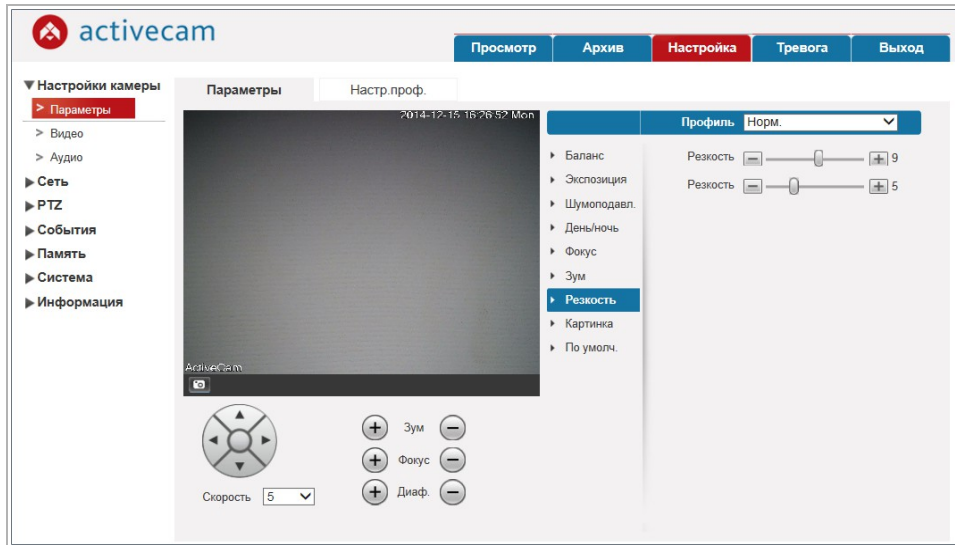 activecam
Просмотр Архив Настройка Тревога Выход
Настройки камеры
> Параметры
> Видео
> Аудио
Сеть
PTZ
События
Память
Система
Информация
Параметры Настр.проф.
2014-12-15 16:26:52 Mon
ActiveCam
Профиль Норм.
Баланс
Экспозиция
Шумоподавл.
День/ночь
Фокус
Зум
Резкость
Картинка
По умолч.
Резкость 9
Резкость 5
Зум
Фокус
Диаф.
Скорость 5